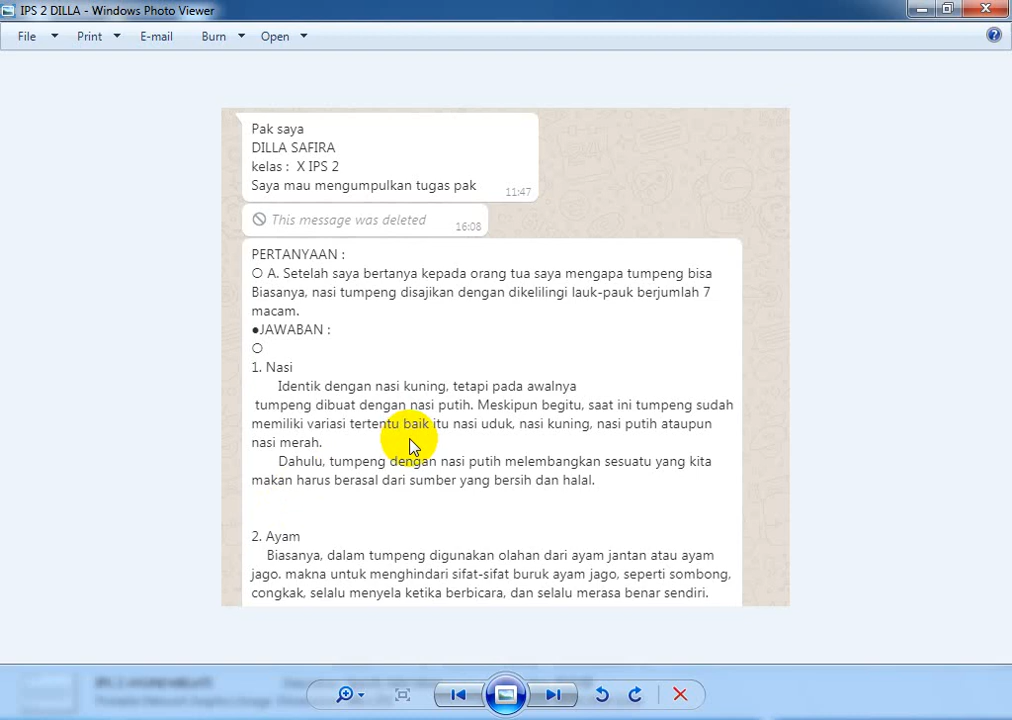 IPS 2 DILLA - Windows Photo Viewer
File Print E-mail Burn Open
Pak saya
DILLA SAFIRA
kelas : X IPS 2
Saya mau mengumpulkan tugas pak
11:47
This message was deleted
16:08
PERTANYAAN :
○ A. Setelah saya bertanya kepada orang tua saya mengapa tumpeng bisa
Biasanya, nasi tumpeng disajikan dengan dikelilingi lauk-pauk berjumlah 7
macam.
●JAWABAN :
○
1. Nasi
Identik dengan nasi kuning, tetapi pada awalnya
tumpeng dibuat dengan nasi putih. Meskipun begitu, saat ini tumpeng sudah
memiliki variasi tertentu baik itu nasi uduk, nasi kuning, nasi putih ataupun
nasi merah.
Dahulu, tumpeng dengan nasi putih melembangkan sesuatu yang kita
makan harus berasal dari sumber yang bersih dan halal.
2. Ayam
Biasanya, dalam tumpeng digunakan olahan dari ayam jantan atau ayam
jago. makna untuk menghindari sifat-sifat buruk ayam jago, seperti sombong,
congkak, selalu menyela ketika berbicara, dan selalu merasa benar sendiri.